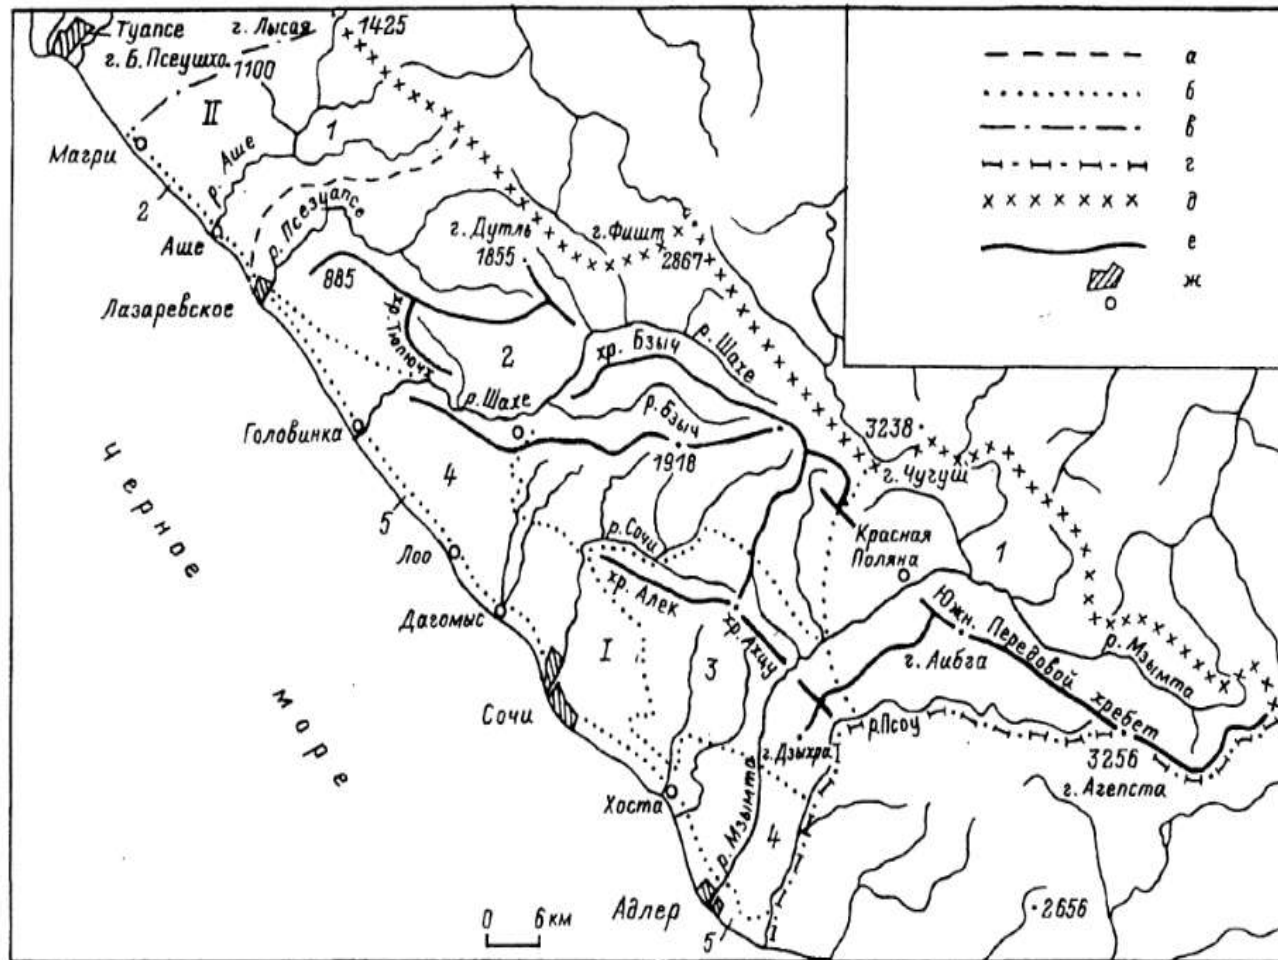 Туапсе
г. Лысая
1425
г. Б. Псеушхо
1100
II
1
Магри
р. Аше
2
Аше
р. Псезуапсе
Лазаревское
885
хр. Тюлючх
г. Дутль
1855
г. Фишт
2867
2
хр. Бзыч
р. Шахе
р. Шахе
р. Бзыч
Головинка
1918
3238
г. Чугуш
4
5
Красная
Поляна
1
Лоо
р. Сочи
хр. Алек
Дагомыс
хр. Ахцу
I
3
Южн. Передовой хребет
г. Аибга
р. Мзымта
Сочи
р. Псоу
3256
г. Агепста
г. Дзыхра
Хоста
р. Мзымта
4
Адлер
5
0 6 км
2656
Черное
море
а
б
в
г
д
е
ж